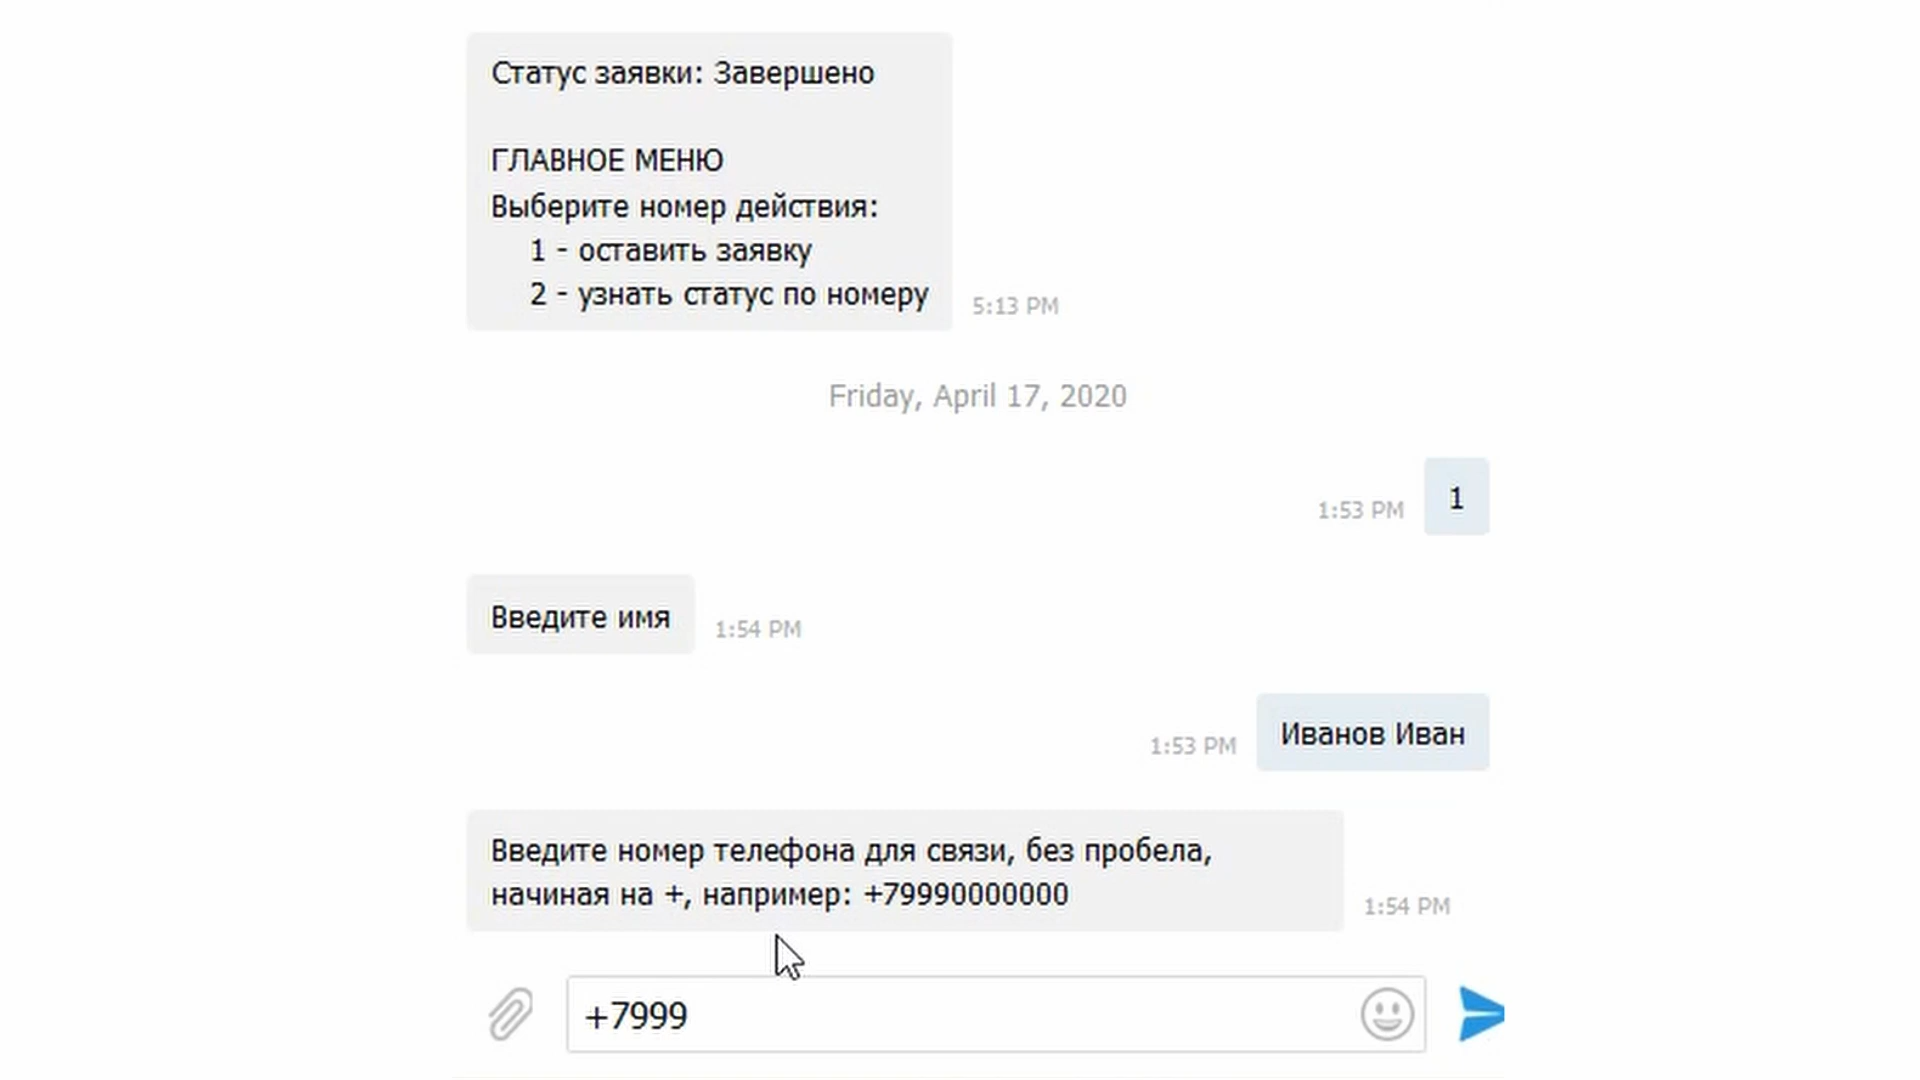 Статус заявки: Завершено
ГЛАВНОЕ МЕНЮ
Выберите номер действия:
1 - оставить заявку
2 - узнать статус по номеру
5:13 PM
Friday, April 17, 2020
1:53 PM
1
Введите имя
1:54 PM
1:53 PM
Иванов Иван
Введите номер телефона для связи, без пробела,
начиная на +, например: +79990000000
1:54 PM
+7999